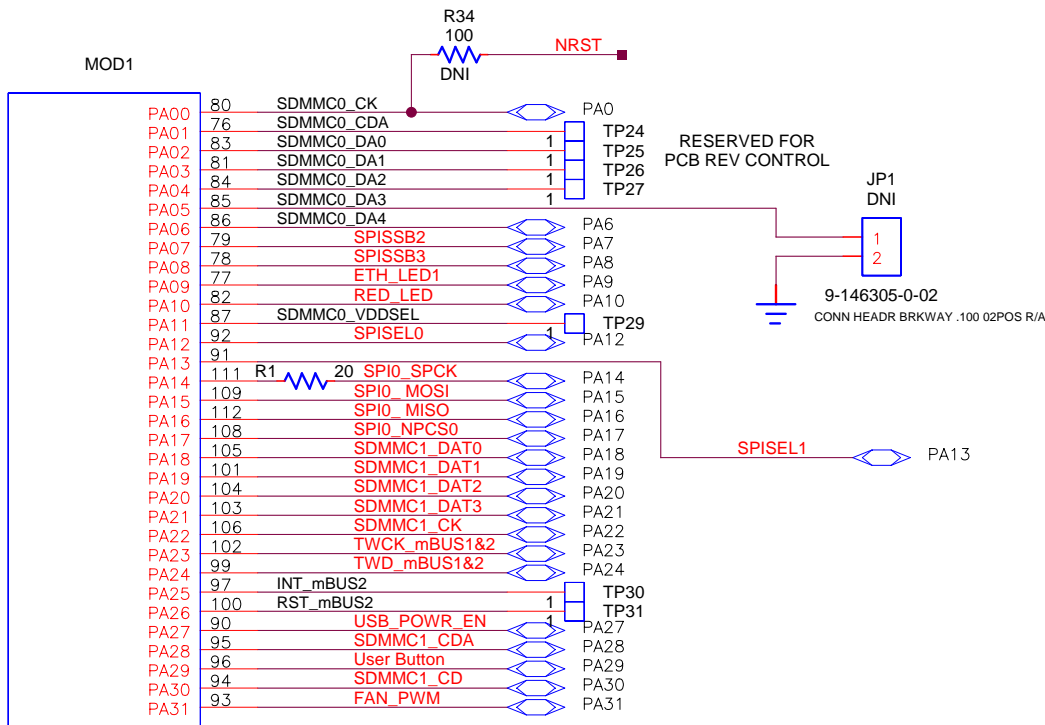 R34
100
DNI
NRST
MOD1
PA00 80 SDMMC0_CK PA0
PA01 76 SDMMC0_CDA 1 TP24
PA02 83 SDMMC0_DA0 1 TP25
PA03 81 SDMMC0_DA1 1 TP26
PA04 84 SDMMC0_DA2 1 TP27
RESERVED FOR
PCB REV CONTROL
PA05 85 SDMMC0_DA3
JP1
DNI
1
2
9-146305-0-02
CONN HEADR BRKWAY .100 02POS R/A
PA06 86 SDMMC0_DA4 PA6
PA07 79 SPISSB2 PA7
PA08 78 SPISSB3 PA8
PA09 77 ETH_LED1 PA9
PA10 82 RED_LED PA10
PA11 87 SDMMC0_VDDSEL 1 TP29
PA12 92 SPISEL0 PA12
PA13 91 SPISEL1 PA13
PA14 111 R1 20 SPI0_SPCK PA14
PA15 109 SPI0_ MOSI PA15
PA16 112 SPI0_ MISO PA16
PA17 108 SPI0_NPCS0 PA17
PA18 105 SDMMC1_DAT0 PA18
PA19 101 SDMMC1_DAT1 PA19
PA20 104 SDMMC1_DAT2 PA20
PA21 103 SDMMC1_DAT3 PA21
PA22 106 SDMMC1_CK PA22
PA23 102 TWCK_mBUS1&2 PA23
PA24 99 TWD_mBUS1&2 PA24
PA25 97 INT_mBUS2 1 TP30
PA26 100 RST_mBUS2 1 TP31
PA27 90 USB_POWR_EN PA27
PA28 95 SDMMC1_CDA PA28
PA29 96 User Button PA29
PA30 94 SDMMC1_CD PA30
PA31 93 FAN_PWM PA31